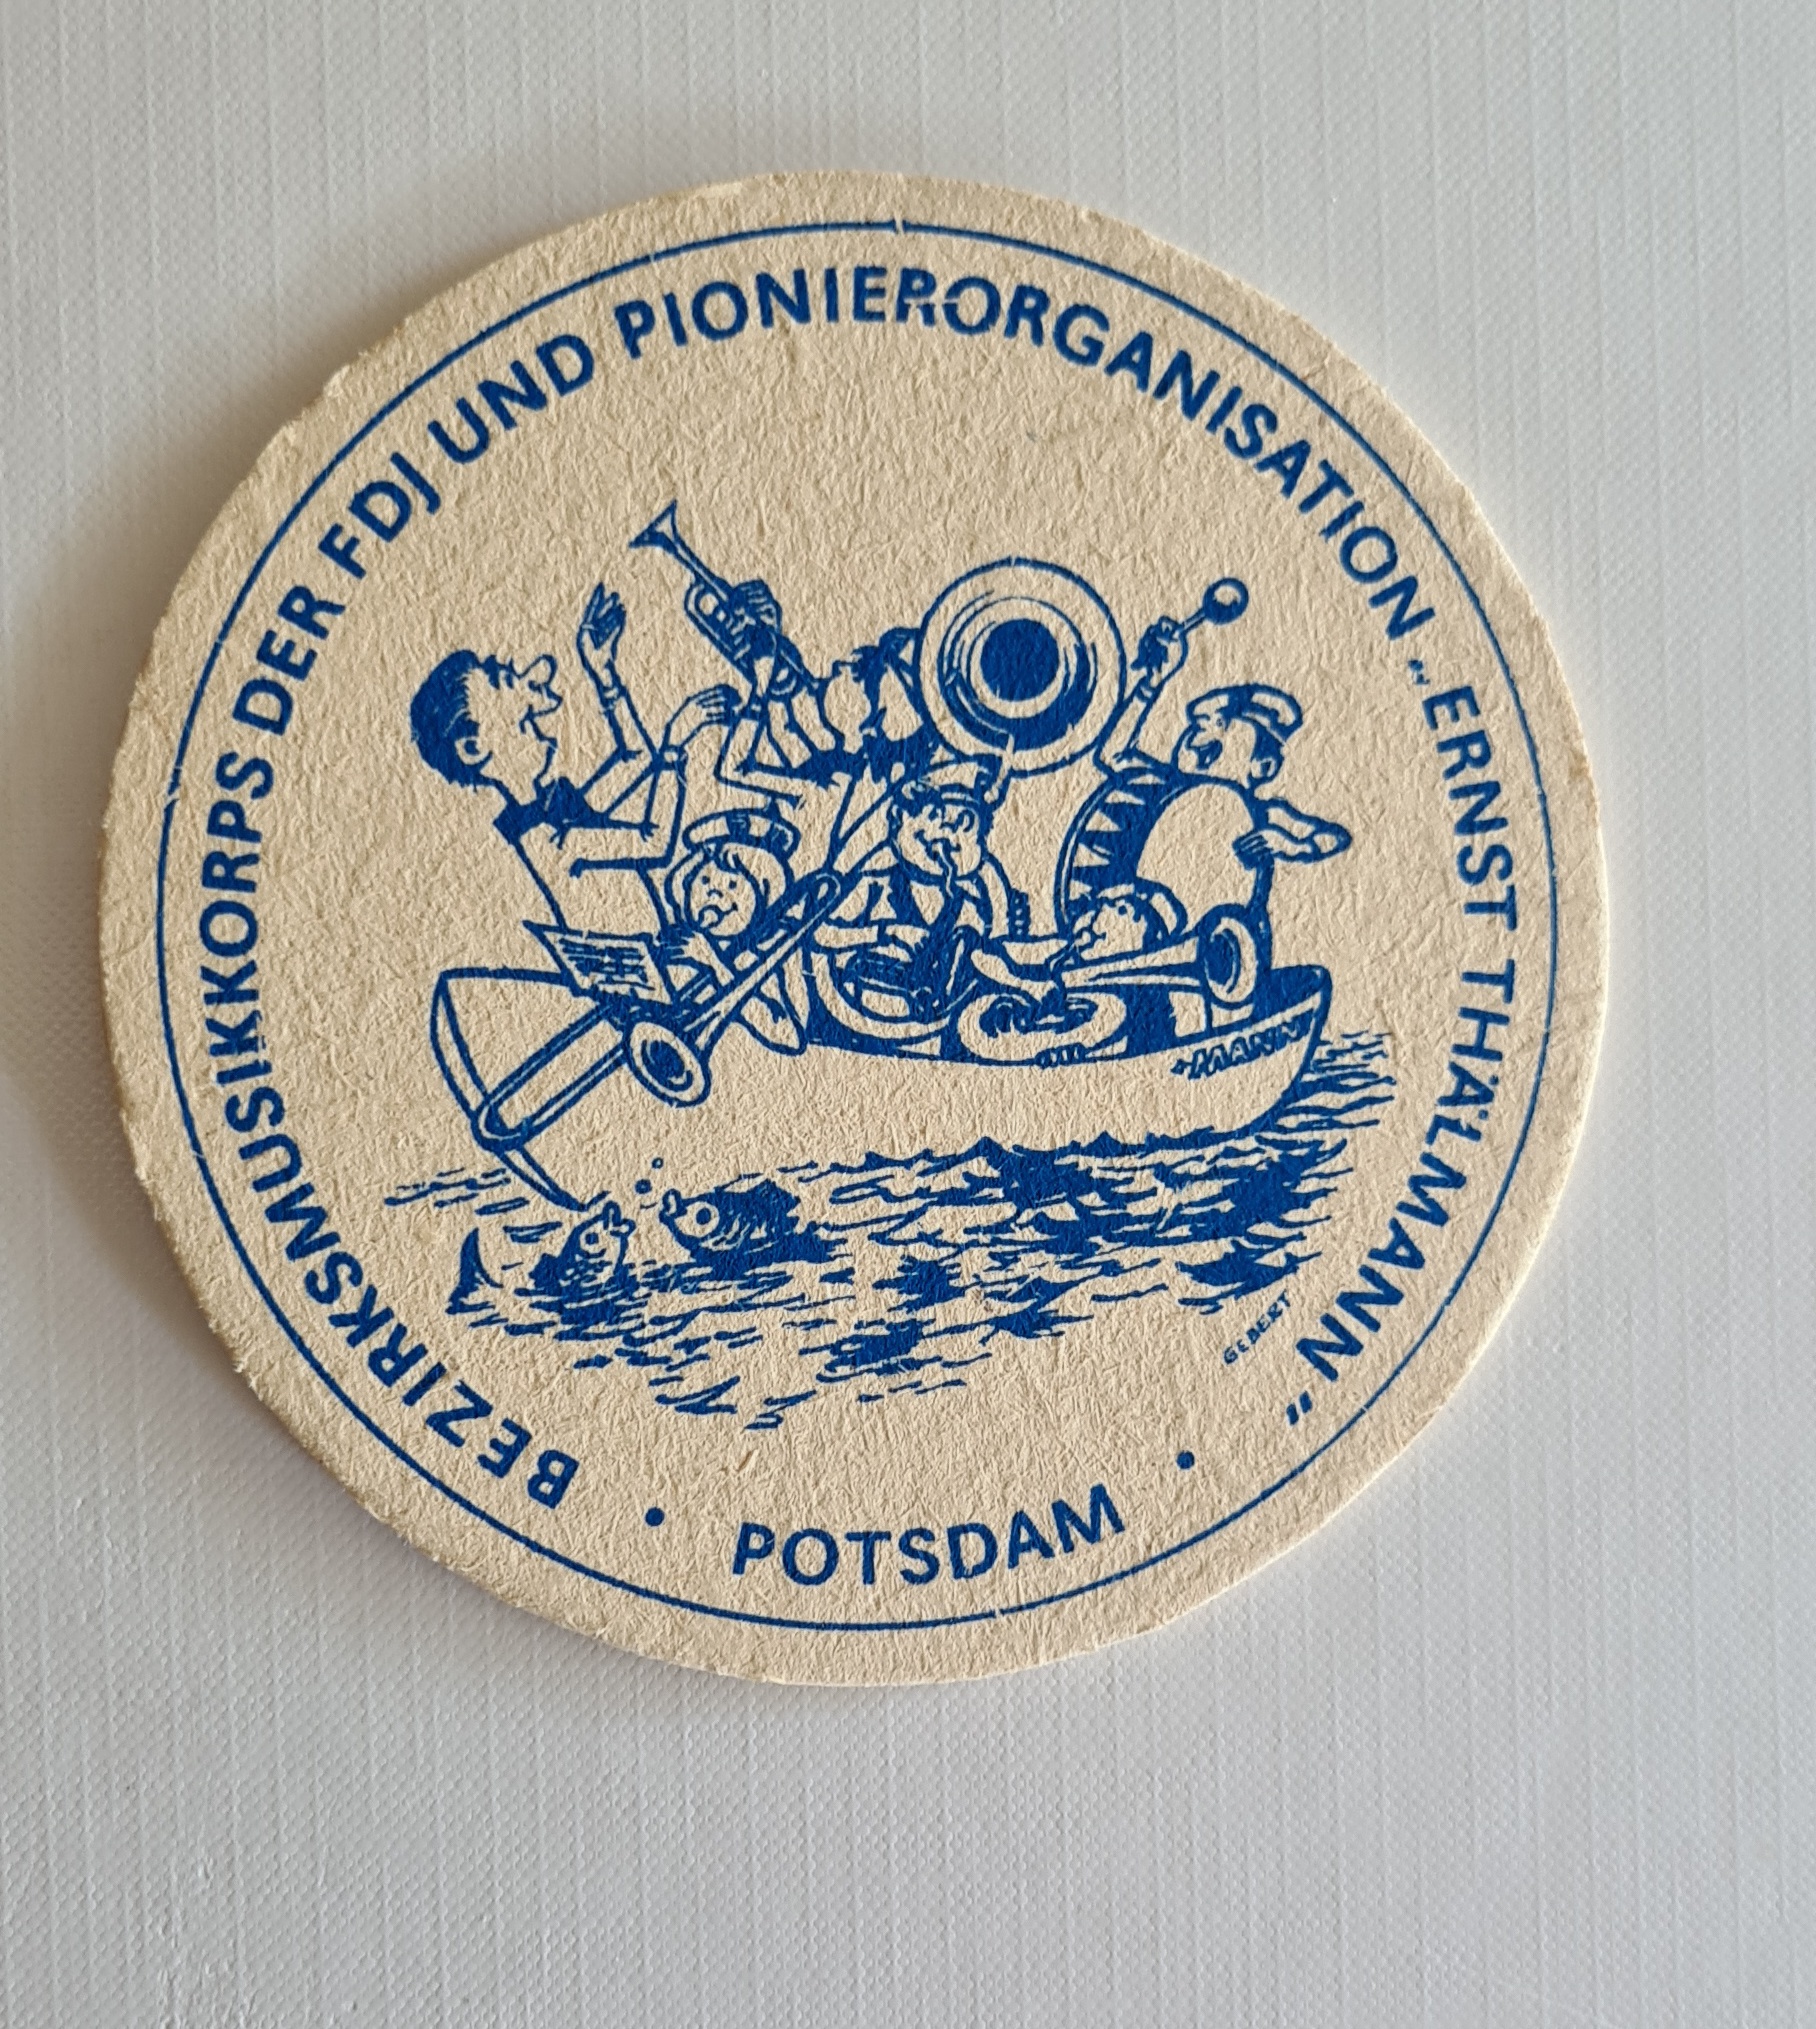 BEZIRKSMUSIKKORPS DER FDJ UND PIONIERORGANISATION „ERNST THÄLMANN"
• POTSDAM •
GEBERT